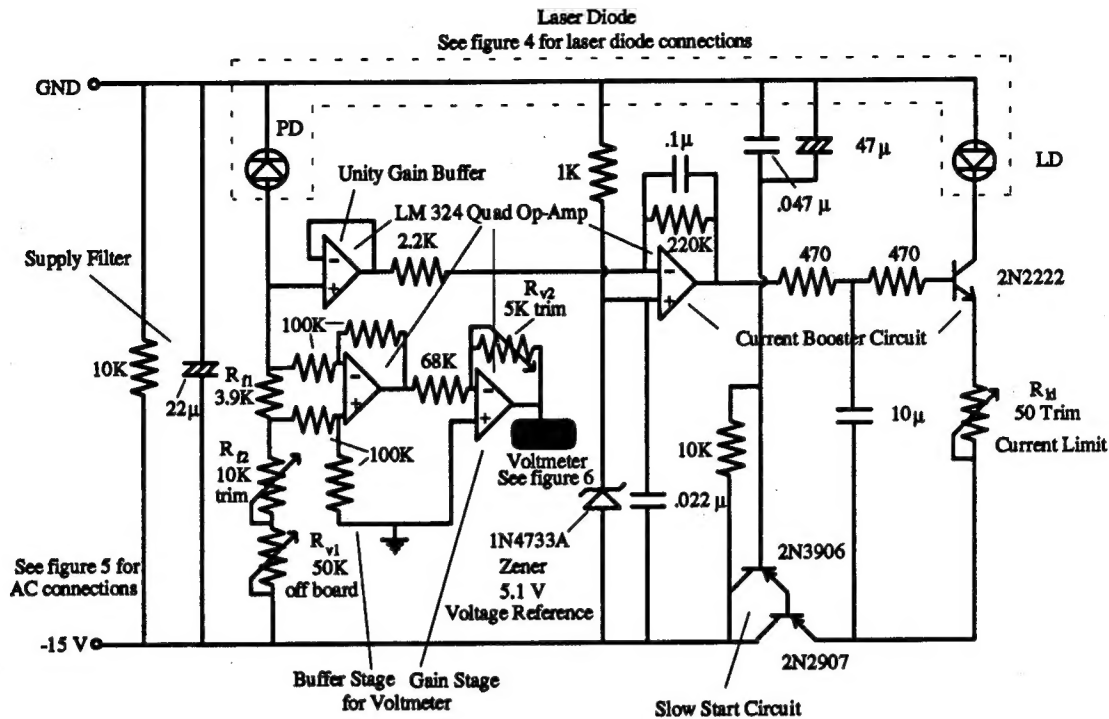 Laser Diode
See figure 4 for laser diode connections
GND
PD
.1µ
47 µ
LD
1K
.047 µ
Unity Gain Buffer
LM 324 Quad Op-Amp
220K
2.2K
470
470
Supply Filter
2N2222
Rv2
5K trim
100K
Current Booster Circuit
68K
10K
22µ
Rf1
3.9K
Rld
50 Trim
Current Limit
10µ
10K
Rf2
10K
trim
100K
Voltmeter
See figure 6
.022 µ
1N4733A
Zener
5.1 V
Voltage Reference
2N3906
Rv1
50K
off board
See figure 5 for
AC connections
-15 V
2N2907
Buffer Stage
for Voltmeter
Gain Stage
Slow Start Circuit